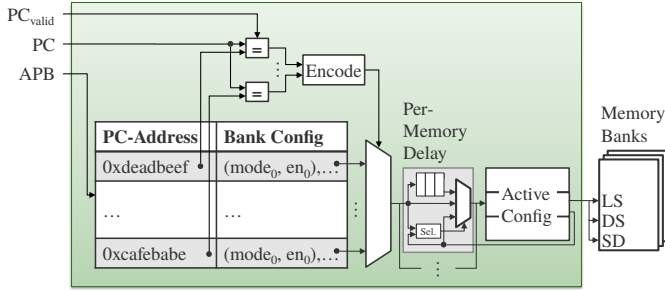 PCvalid
PC
APB
=
⋮
=
Encode
PC-Address Bank Config
0xdeadbeef (mode0, en0),…
… …
0xcafebabe (mode0, en0),…
⋮
Per-
Memory
Delay
Sel.
⋮
Active
Config
Memory
Banks
LS
DS
SD